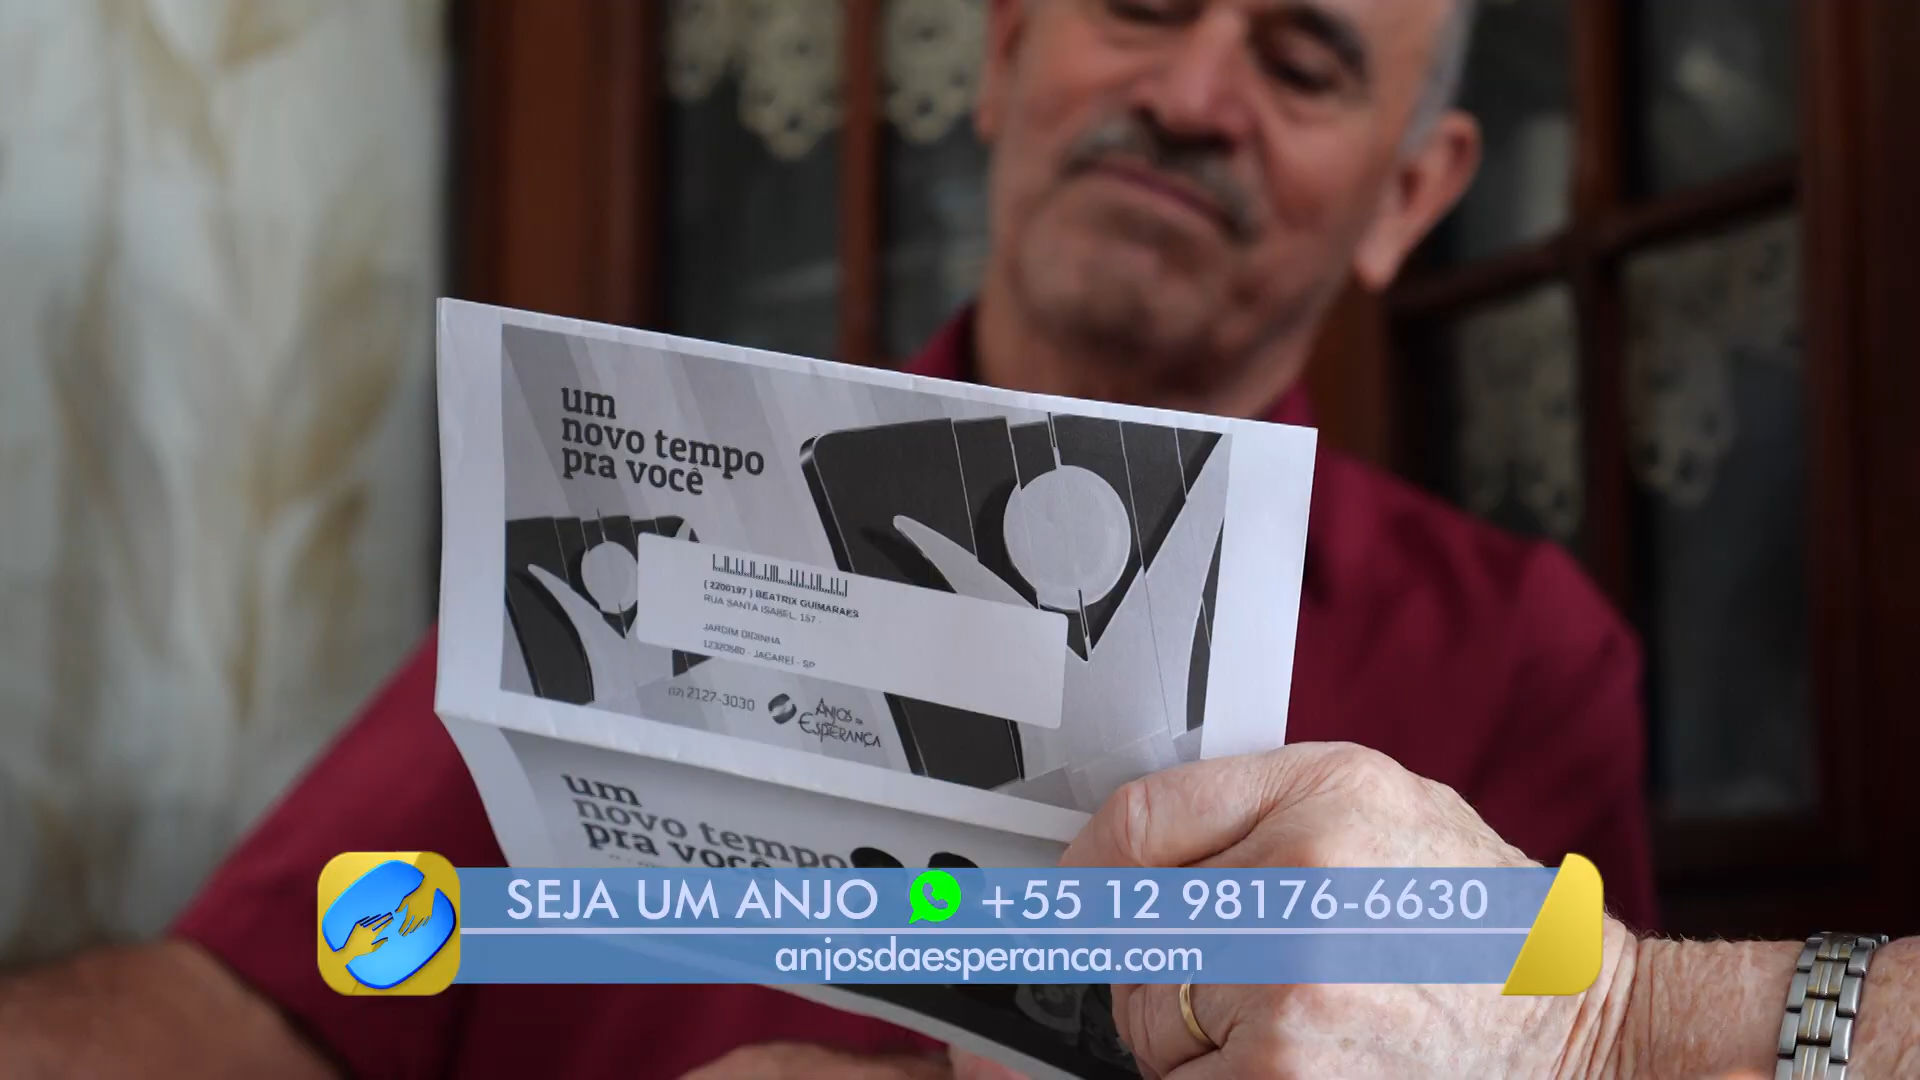 um
novo tempo
pra você
( 2200197 ) BEATRIX GUIMARAES
RUA SANTA ISABEL, 157 -
JARDIM DIDINHA
12320580 - JACAREÍ - SP
(12) 2127-3030
ANJOS DA
ESPERANÇA
um
novo tempo
pra você
SEJA UM ANJO +55 12 98176-6630
anjosdaesperanca.com